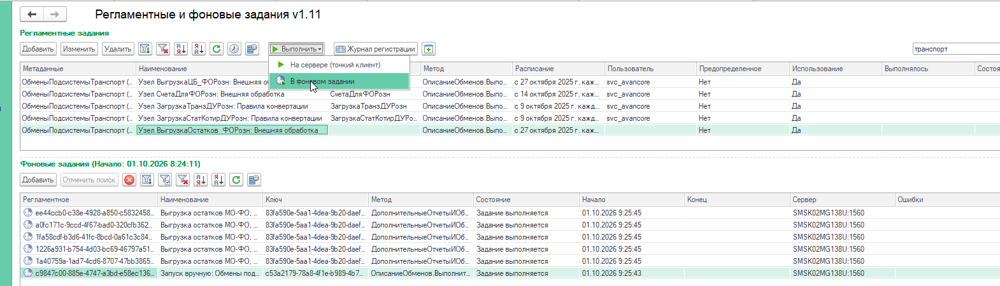 Регламентные и фоновые задания v1.11
Регламентные задания
Добавить Изменить Удалить Выполнить Журнал регистрации транспорт
На сервере (тонкий клиент)
В фоновом задании
Метаданные Наименование Метод Расписание Пользователь Предопределенное Использование Выполнялось Состоя
ОбменыПодсистемыТранспорт (... Узел ВыгрузкаЦБ_ФОРозн: Внешняя о ОписаниеОбменов.Выпо... с 27 октября 2025 г. каж... svc_avancore Нет Да
ОбменыПодсистемыТранспорт (... Узел СчетаДляФОРозн: Внешняя обработка СчетаДляФОРозн ОписаниеОбменов.Выпо... с 14 октября 2025 г. каж... svc_avancore Нет Да
ОбменыПодсистемыТранспорт (... Узел ЗагрузкаТранзДУРозн: Правила конвертации ЗагрузкаТранзДУРозн ОписаниеОбменов.Выпо... с 9 октября 2025 г. кажд... svc_avancore Нет Да
ОбменыПодсистемыТранспорт (... Узел ЗагрузкаСтатКотирДУРозн: Правила конвертации ЗагрузкаСтатКотирДУРо... ОписаниеОбменов.Выпо... с 9 октября 2025 г. кажд... svc_avancore Нет Да
ОбменыПодсистемыТранспорт (... Узел ВыгрузкаОстатков_ФОРозн: Внешняя обработка ОписаниеОбменов.Выпо... с 27 октября 2025 г. каж... Нет Да
Фоновые задания (Начало: 01.10.2026 8:24:11)
Добавить Отменить поиск
Регламентное Наименование Ключ Метод Состояние Начало Конец Сервер Ошибки
ee44ccb0-c38e-4928-a850-c5832458... Выгрузка остатков МО-ФО, ... 83fa590e-5aa1-4dea-9b20-daef... ДополнительныеОтчетыИОб... Задание выполняется 01.10.2026 9:25:45 SMSK02MG138U:1560
a0fc171c-9ccd-4f67-bad0-320cfb362... Выгрузка остатков МО-ФО, ... 83fa590e-5aa1-4dea-9b20-daef... ДополнительныеОтчетыИОб... Задание выполняется 01.10.2026 9:25:45 SMSK02MG138U:1560
1fa58cdf-b3d6-41fc-8bcd-0a61c3c84... Выгрузка остатков МО-ФО, ... 83fa590e-5aa1-4dea-9b20-daef... ДополнительныеОтчетыИОб... Задание выполняется 01.10.2026 9:25:45 SMSK02MG138U:1560
1226a931-b754-4d03-bc69-46797a51... Выгрузка остатков МО-ФО, ... 83fa590e-5aa1-4dea-9b20-daef... ДополнительныеОтчетыИОб... Задание выполняется 01.10.2026 9:25:45 SMSK02MG138U:1560
1a40759a-1ad7-4cd6-8707-47bb3865... Выгрузка остатков МО-ФО, ... 83fa590e-5aa1-4dea-9b20-daef... ДополнительныеОтчетыИОб... Задание выполняется 01.10.2026 9:25:45 SMSK02MG138U:1560
c9847c00-885e-4747-a3bd-e58ec136... Запуск вручную: Обмены под... c53a2179-78a8-4f1e-b989-4b7... ОписаниеОбменов.Выполнит... Задание выполняется 01.10.2026 9:25:43 SMSK02MG138U:1560